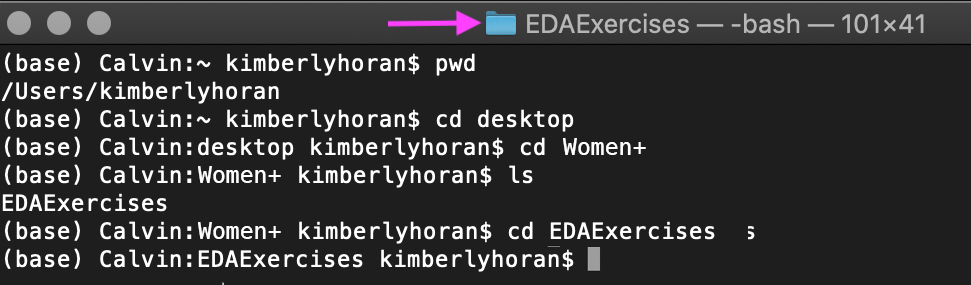 EDAExercises — -bash — 101×41
(base) Calvin:~ kimberlyhoran$ pwd
/Users/kimberlyhoran
(base) Calvin:~ kimberlyhoran$ cd desktop
(base) Calvin:desktop kimberlyhoran$ cd Women+
(base) Calvin:Women+ kimberlyhoran$ ls
EDAExercises
(base) Calvin:Women+ kimberlyhoran$ cd EDAExercises s
(base) Calvin:EDAExercises kimberlyhoran$